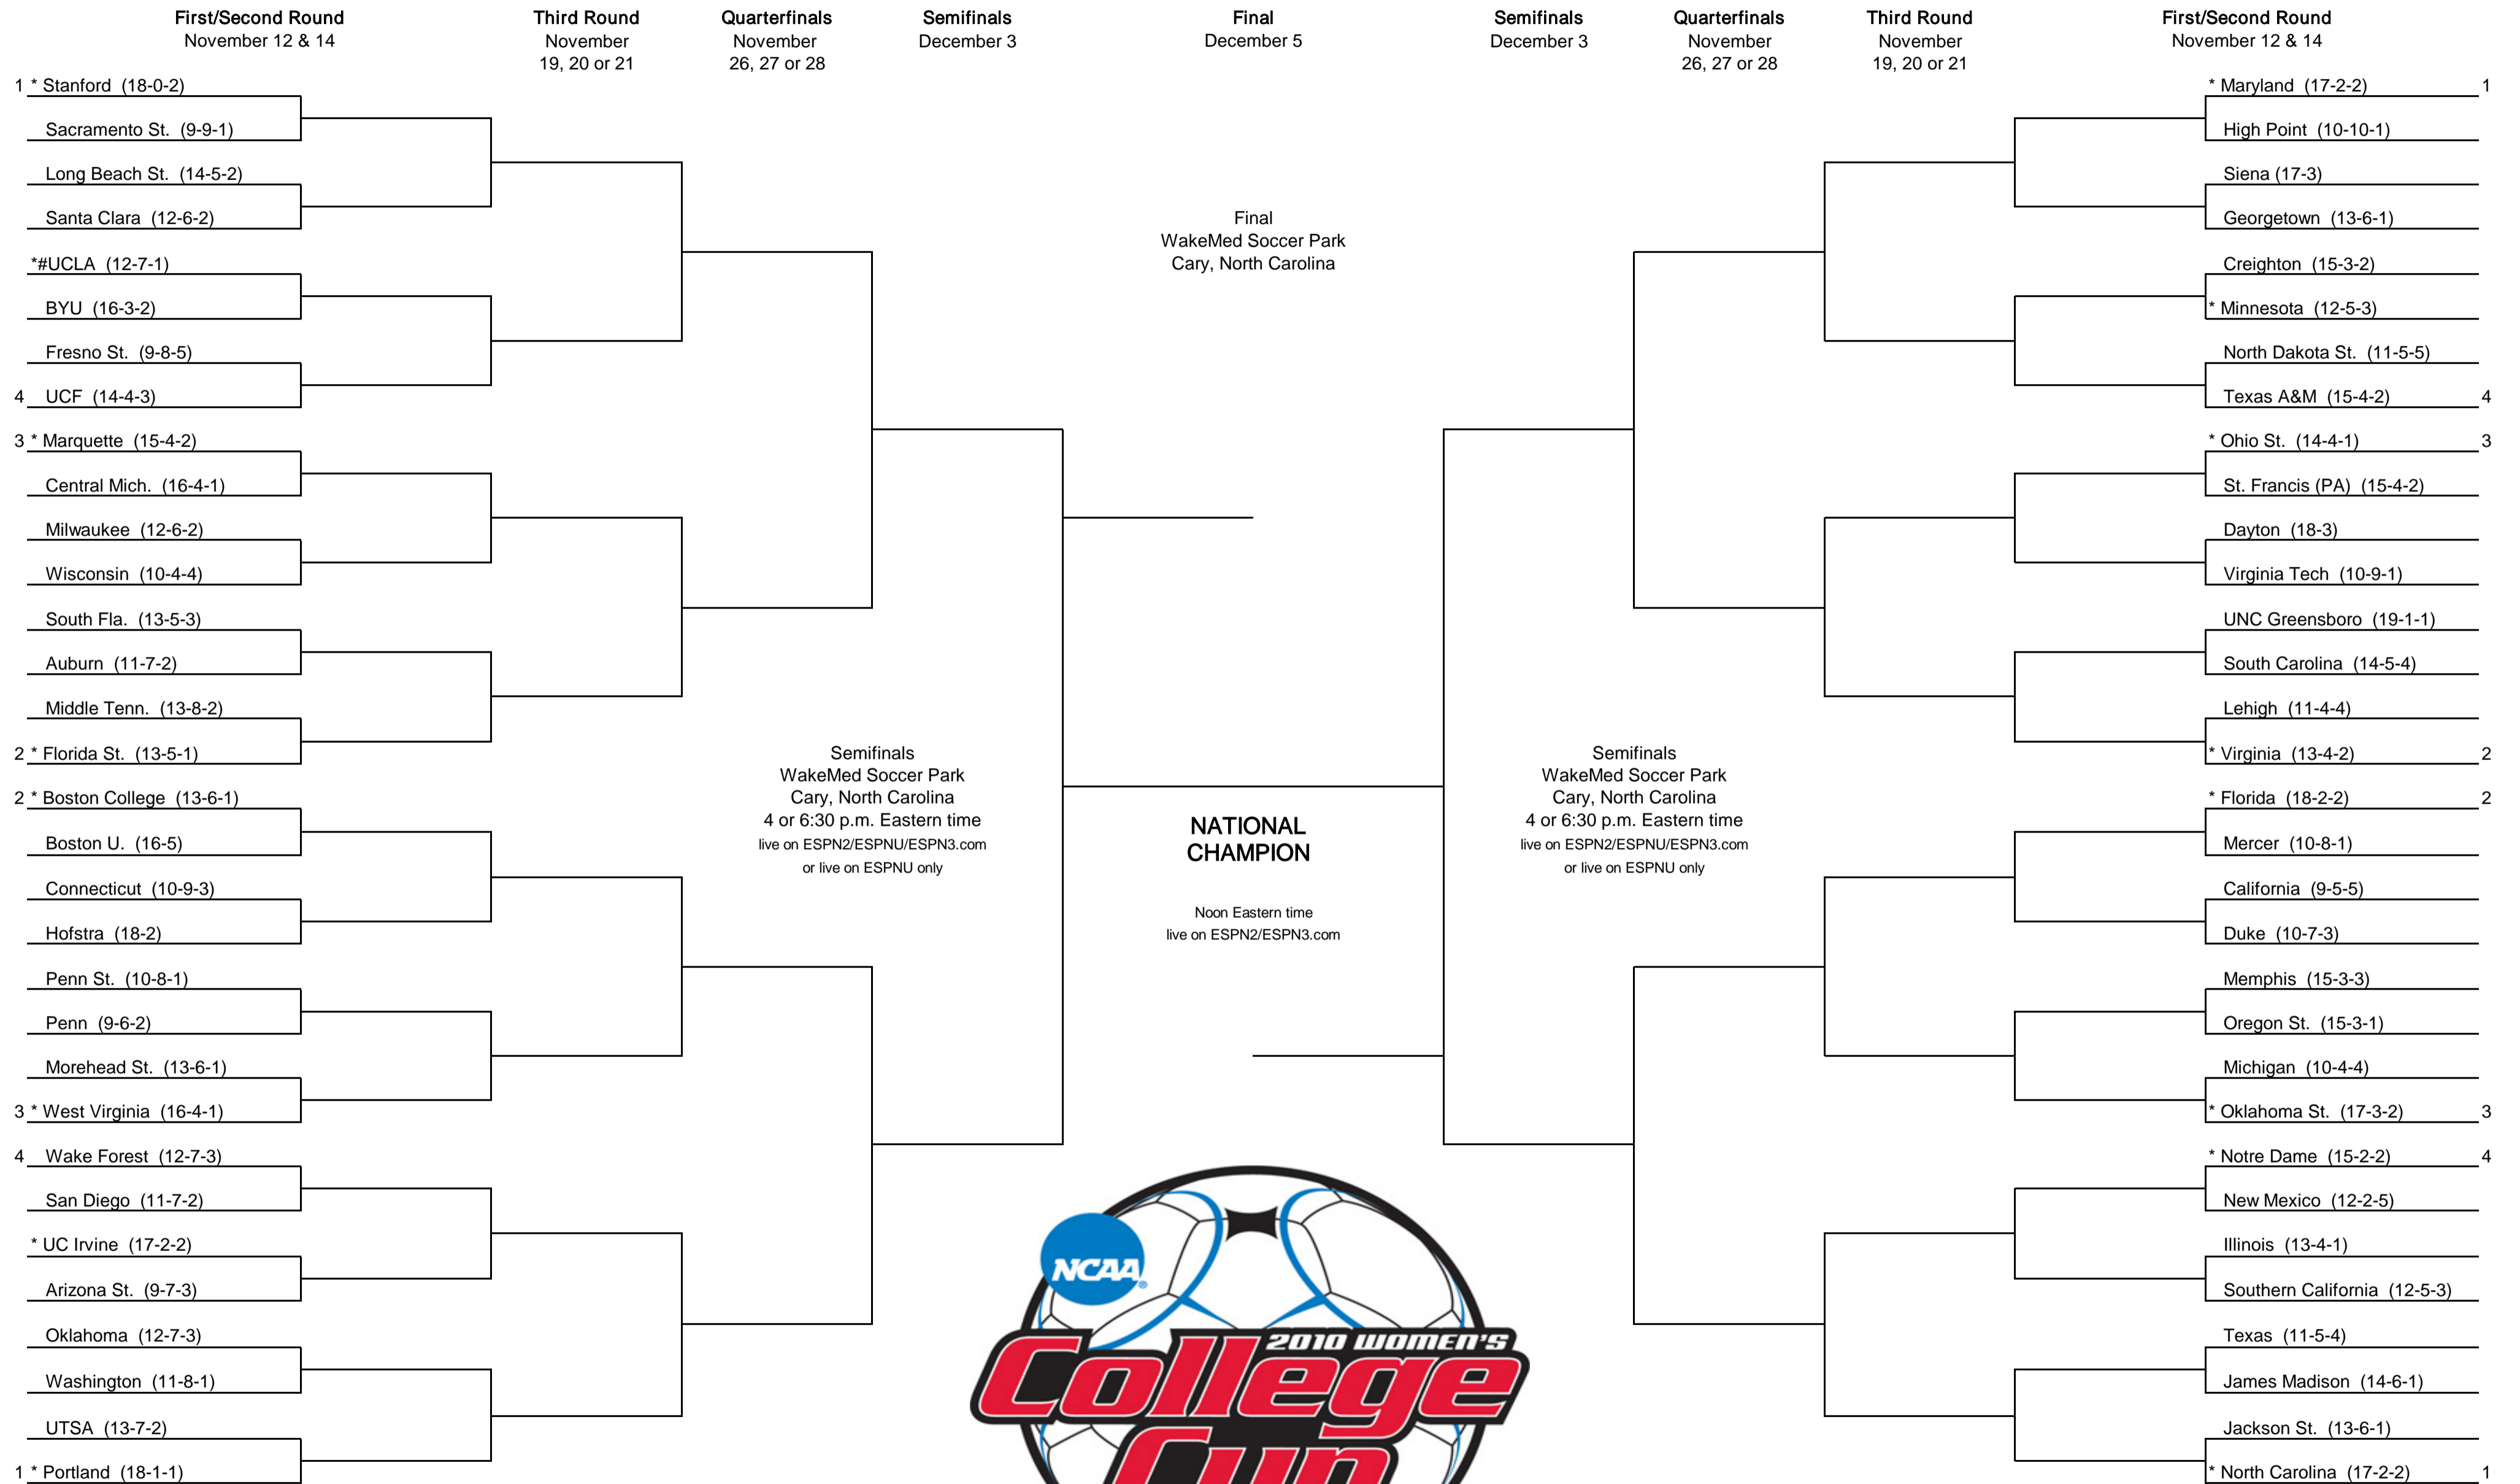 First/Second Round
November 12 & 14
Third Round
November
19, 20 or 21
Quarterfinals
November
26, 27 or 28
Semifinals
December 3
Final
December 5
Semifinals
December 3
Quarterfinals
November
26, 27 or 28
Third Round
November
19, 20 or 21
First/Second Round
November 12 & 14
1 * Stanford (18-0-2)
Sacramento St. (9-9-1)
Long Beach St. (14-5-2)
Santa Clara (12-6-2)
*#UCLA (12-7-1)
BYU (16-3-2)
Fresno St. (9-8-5)
4 UCF (14-4-3)
3 * Marquette (15-4-2)
Central Mich. (16-4-1)
Milwaukee (12-6-2)
Wisconsin (10-4-4)
South Fla. (13-5-3)
Auburn (11-7-2)
Middle Tenn. (13-8-2)
2 * Florida St. (13-5-1)
2 * Boston College (13-6-1)
Boston U. (16-5)
Connecticut (10-9-3)
Hofstra (18-2)
Penn St. (10-8-1)
Penn (9-6-2)
Morehead St. (13-6-1)
3 * West Virginia (16-4-1)
4 Wake Forest (12-7-3)
San Diego (11-7-2)
* UC Irvine (17-2-2)
Arizona St. (9-7-3)
Oklahoma (12-7-3)
Washington (11-8-1)
UTSA (13-7-2)
1 * Portland (18-1-1)
Semifinals
WakeMed Soccer Park
Cary, North Carolina
4 or 6:30 p.m. Eastern time
live on ESPN2/ESPNU/ESPN3.com
or live on ESPNU only
Final
WakeMed Soccer Park
Cary, North Carolina
NATIONAL
CHAMPION
Noon Eastern time
live on ESPN2/ESPN3.com
NCAA®
2010 WOMEN'S
College
Cup
Semifinals
WakeMed Soccer Park
Cary, North Carolina
4 or 6:30 p.m. Eastern time
live on ESPN2/ESPNU/ESPN3.com
or live on ESPNU only
* Maryland (17-2-2) 1
High Point (10-10-1)
Siena (17-3)
Georgetown (13-6-1)
Creighton (15-3-2)
* Minnesota (12-5-3)
North Dakota St. (11-5-5)
Texas A&M (15-4-2) 4
* Ohio St. (14-4-1) 3
St. Francis (PA) (15-4-2)
Dayton (18-3)
Virginia Tech (10-9-1)
UNC Greensboro (19-1-1)
South Carolina (14-5-4)
Lehigh (11-4-4)
* Virginia (13-4-2) 2
* Florida (18-2-2) 2
Mercer (10-8-1)
California (9-5-5)
Duke (10-7-3)
Memphis (15-3-3)
Oregon St. (15-3-1)
Michigan (10-4-4)
* Oklahoma St. (17-3-2) 3
* Notre Dame (15-2-2) 4
New Mexico (12-2-5)
Illinois (13-4-1)
Southern California (12-5-3)
Texas (11-5-4)
James Madison (14-6-1)
Jackson St. (13-6-1)
* North Carolina (17-2-2) 1